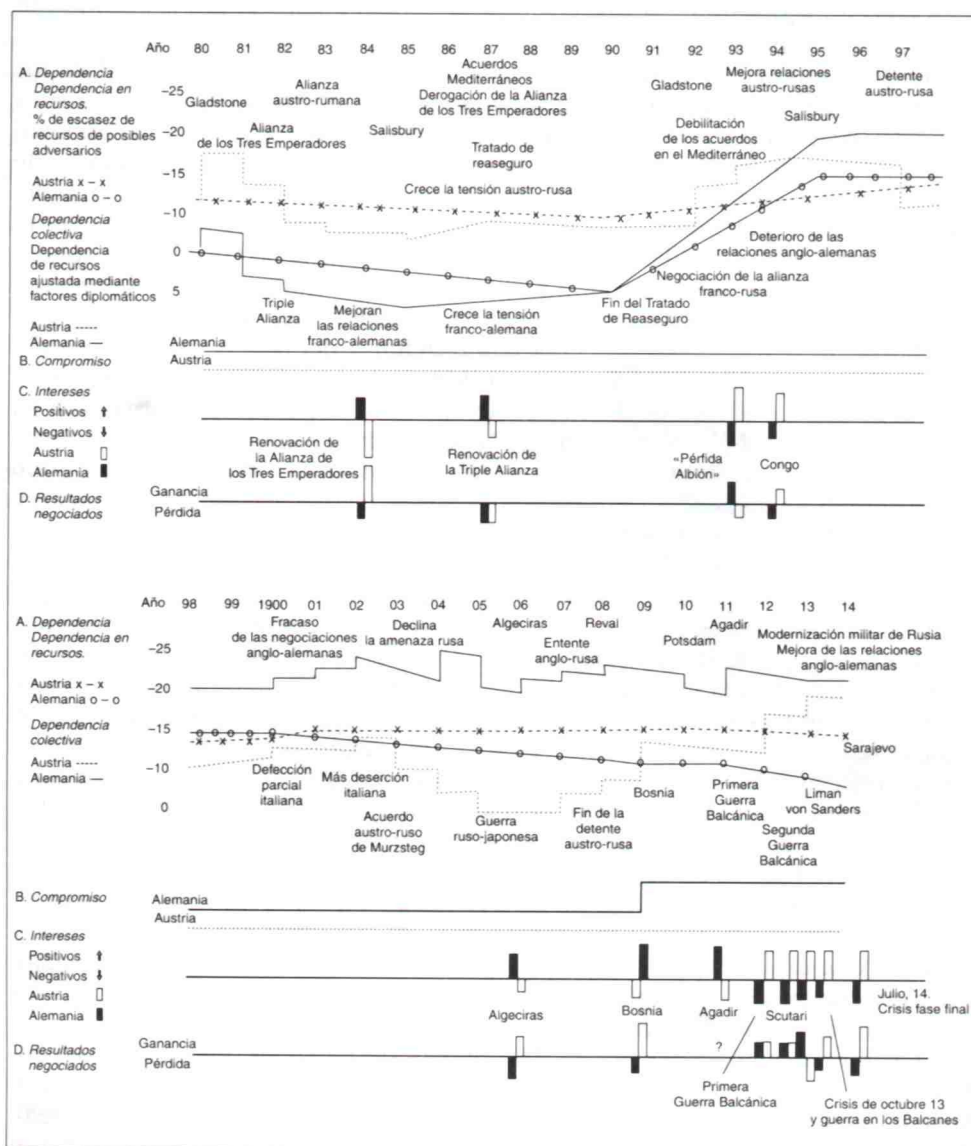 Año 80 81 82 83 84 85 86 87 88 89 90 91 92 93 94 95 96 97
A. Dependencia
Dependencia en
recursos.
% de escasez de
recursos de posibles
adversarios
Austria x – x
Alemania o – o
Dependencia
colectiva
Dependencia
de recursos
ajustada mediante
factores diplomáticos
Austria -----
Alemania —
–25
–20
–15
–10
0
5
Gladstone
Alianza
austro-rumana
Alianza
de los Tres Emperadores
Salisbury
Acuerdos
Mediterráneos
Derogación de la Alianza
de los Tres Emperadores
Tratado de
reaseguro
Crece la tensión austro-rusa
Gladstone
Mejora relaciones
austro-rusas
Debilitación
de los acuerdos
en el Mediterráneo
Salisbury
Detente
austro-rusa
Triple
Alianza
Mejoran
las relaciones
franco-alemanas
Crece la tensión
franco-alemana
Fin del Tratado
de Reaseguro
Negociación de la alianza
franco-rusa
Deterioro de las
relaciones anglo-alemanas
B. Compromiso
Alemania
Austria
C. Intereses
Positivos
Negativos
Austria
Alemania
Renovación de
la Alianza de
los Tres Emperadores
Renovación de
la Triple Alianza
«Pérfida
Albión»
Congo
D. Resultados
negociados
Ganancia
Pérdida
Año 98 99 1900 01 02 03 04 05 06 07 08 09 10 11 12 13 14
A. Dependencia
Dependencia en
recursos.
Austria x – x
Alemania o – o
Dependencia
colectiva
Austria -----
Alemania —
–25
–20
–15
–10
0
Fracaso
de las negociaciones
anglo-alemanas
Declina
la amenaza rusa
Algeciras
Entente
anglo-rusa
Reval
Potsdam
Agadir
Modernización militar de Rusia
Mejora de las relaciones
anglo-alemanas
Sarajevo
Defección
parcial
italiana
Más deserción
italiana
Acuerdo
austro-ruso
de Murzsteg
Guerra
ruso-japonesa
Fin de la
detente
austro-rusa
Bosnia
Primera
Guerra
Balcánica
Segunda
Guerra
Balcánica
Liman
von Sanders
B. Compromiso
Alemania
Austria
C. Intereses
Positivos
Negativos
Austria
Alemania
Algeciras
Bosnia
Agadir
Scutari
Julio, 14.
Crisis fase final
D. Resultados
negociados
Ganancia
Pérdida
?
Primera
Guerra Balcánica
Crisis de octubre 13
y guerra en los Balcanes